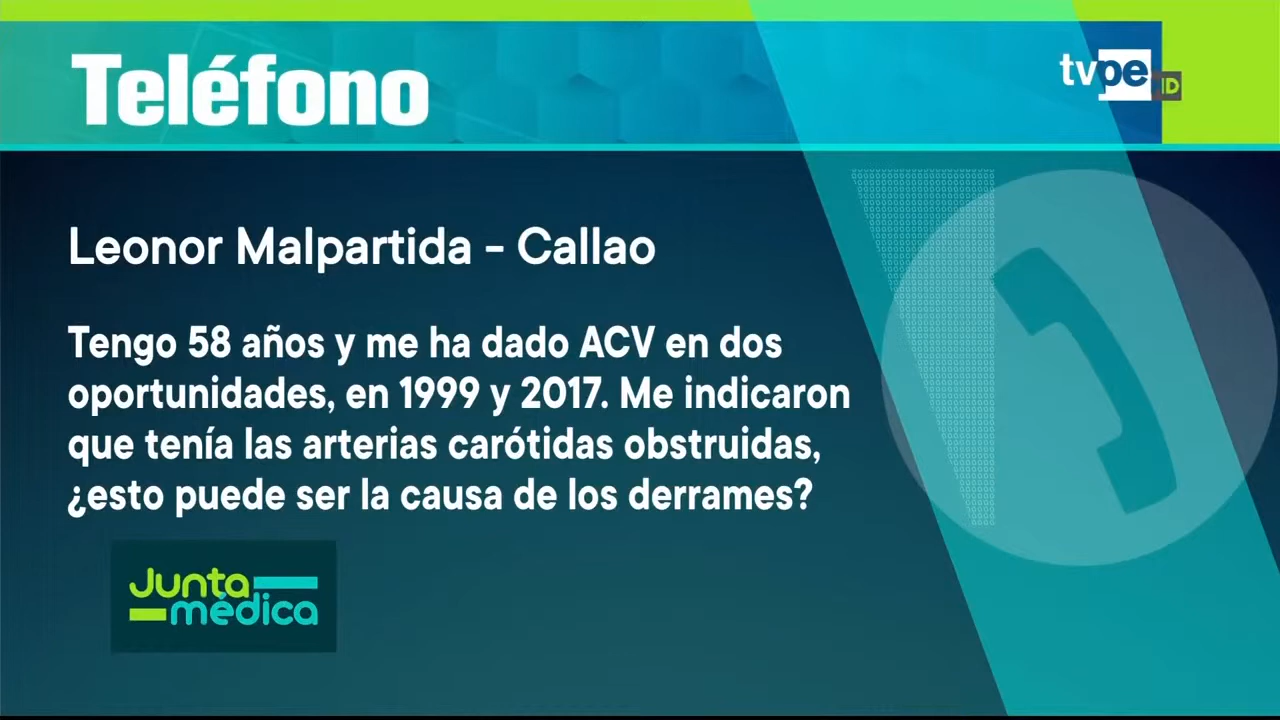 Teléfono
tvpe HD
Leonor Malpartida - Callao
Tengo 58 años y me ha dado ACV en dos
oportunidades, en 1999 y 2017. Me indicaron
que tenía las arterias carótidas obstruidas,
¿esto puede ser la causa de los derrames?
Junta
médica